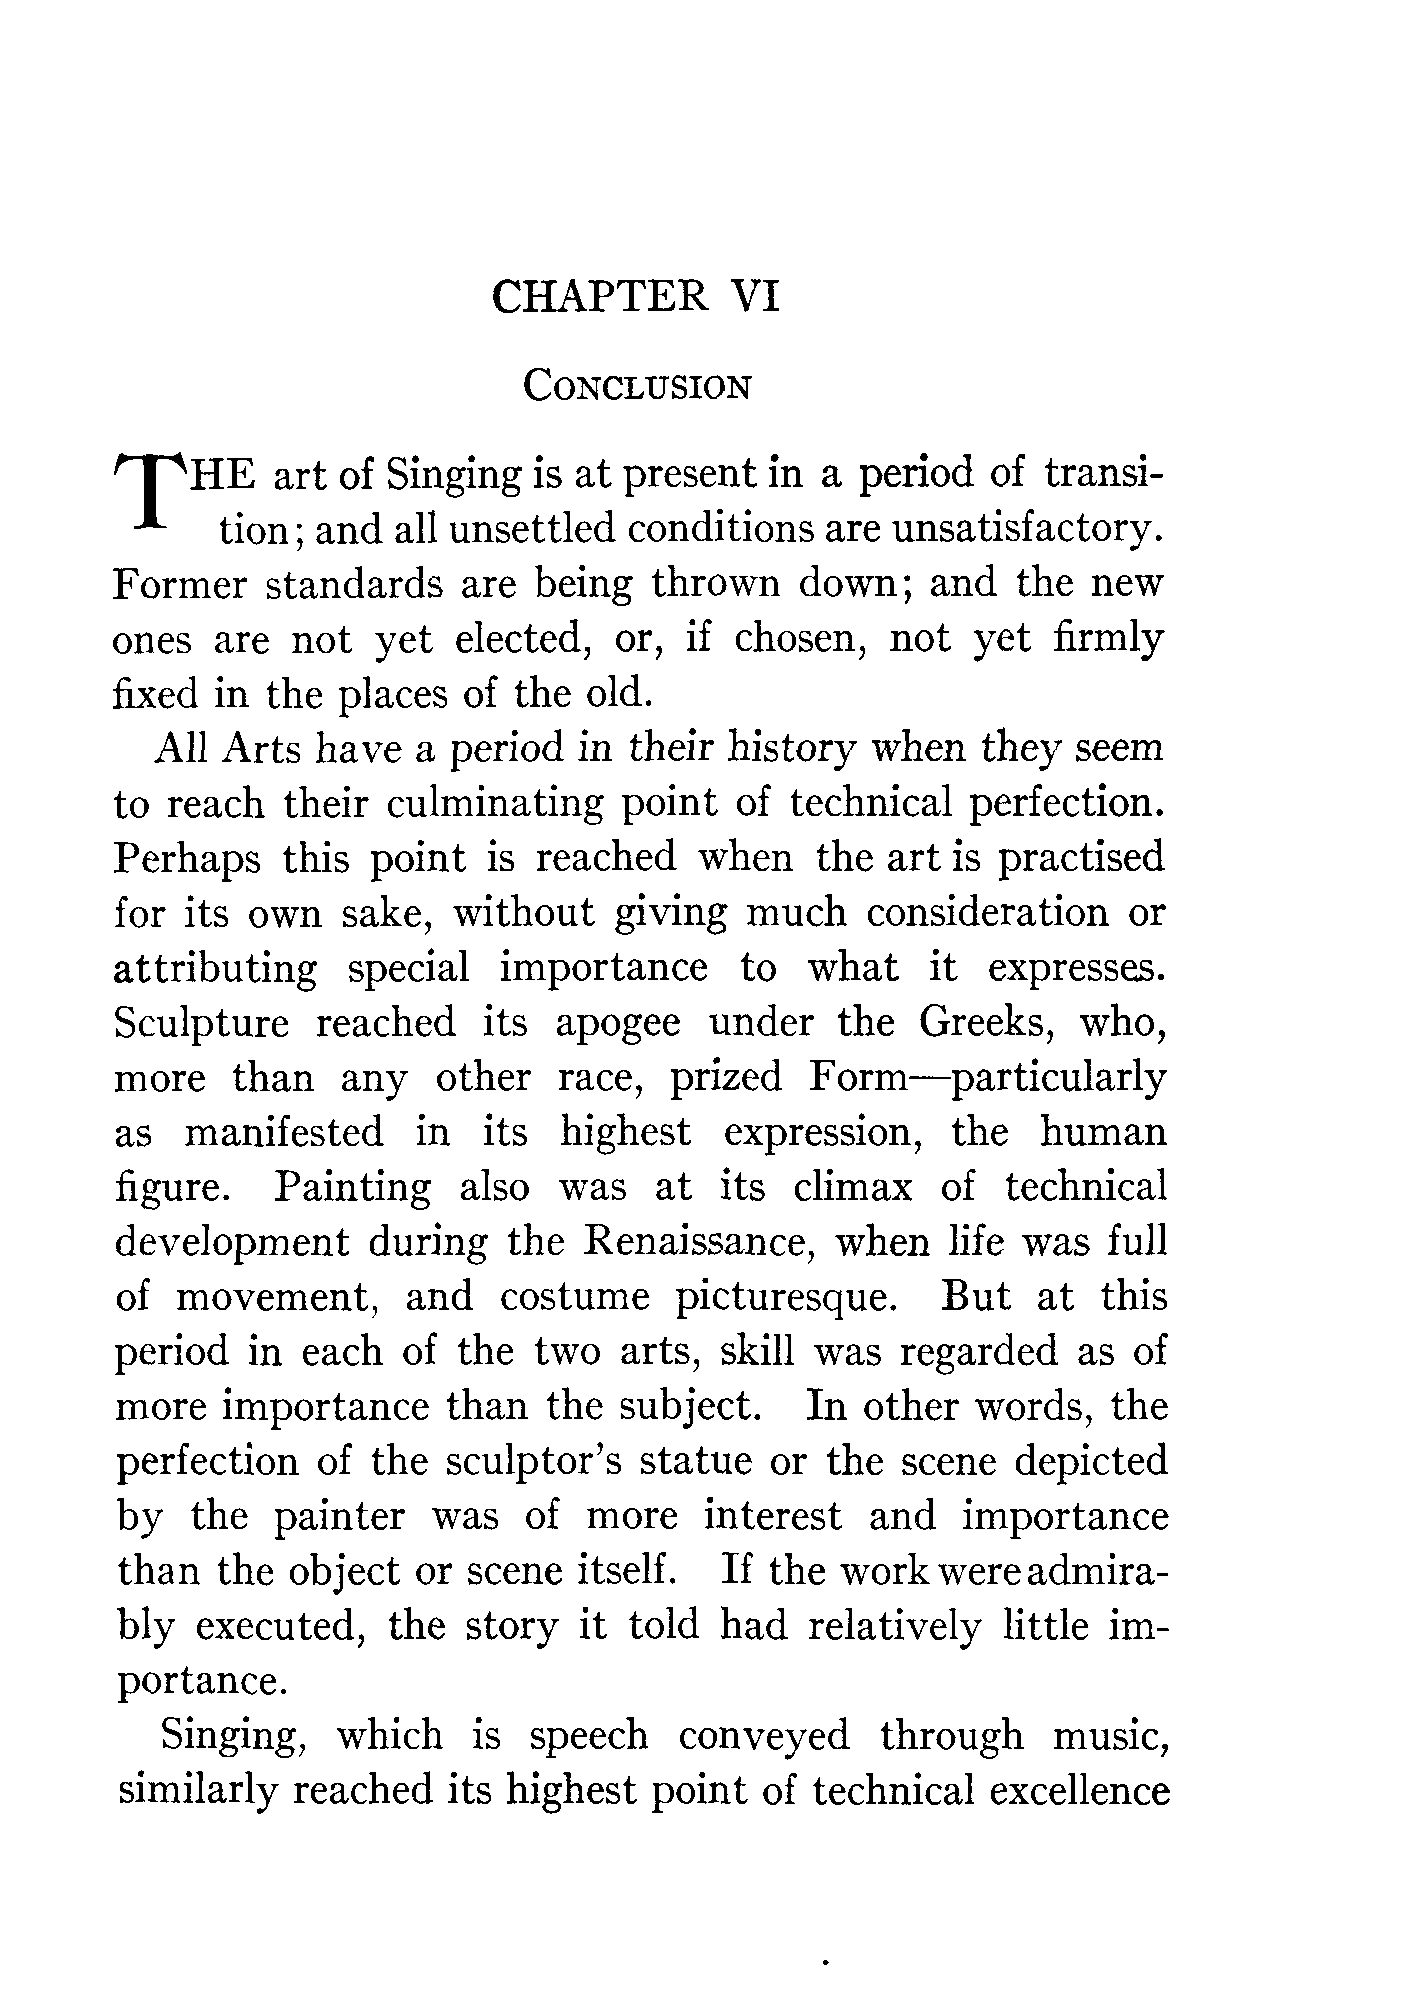 CHAPTER VI
CONCLUSION
THE art of Singing is at present in a period of transi-
tion; and all unsettled conditions are unsatisfactory.
Former standards are being thrown down; and the new
ones are not yet elected, or, if chosen, not yet firmly
fixed in the places of the old.
All Arts have a period in their history when they seem
to reach their culminating point of technical perfection.
Perhaps this point is reached when the art is practised
for its own sake, without giving much consideration or
attributing special importance to what it expresses.
Sculpture reached its apogee under the Greeks, who,
more than any other race, prized Form—particularly
as manifested in its highest expression, the human
figure. Painting also was at its climax of technical
development during the Renaissance, when life was full
of movement, and costume picturesque. But at this
period in each of the two arts, skill was regarded as of
more importance than the subject. In other words, the
perfection of the sculptor's statue or the scene depicted
by the painter was of more interest and importance
than the object or scene itself. If the work were admira-
bly executed, the story it told had relatively little im-
portance.
Singing, which is speech conveyed through music,
similarly reached its highest point of technical excellence